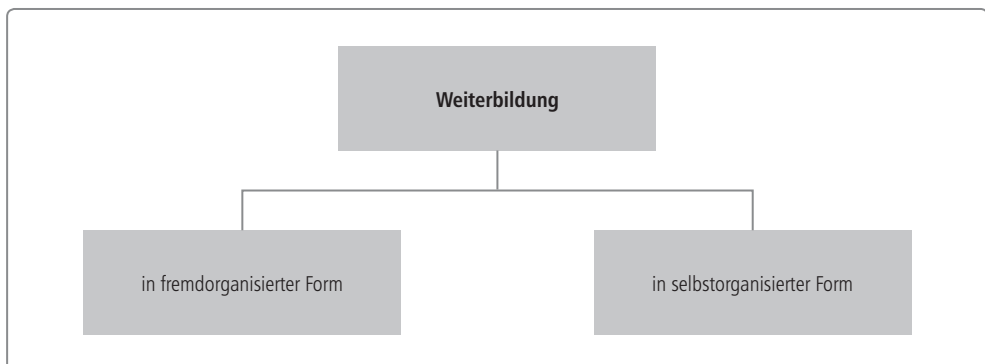 Weiterbildung
in fremdorganisierter Form
in selbstorganisierter Form